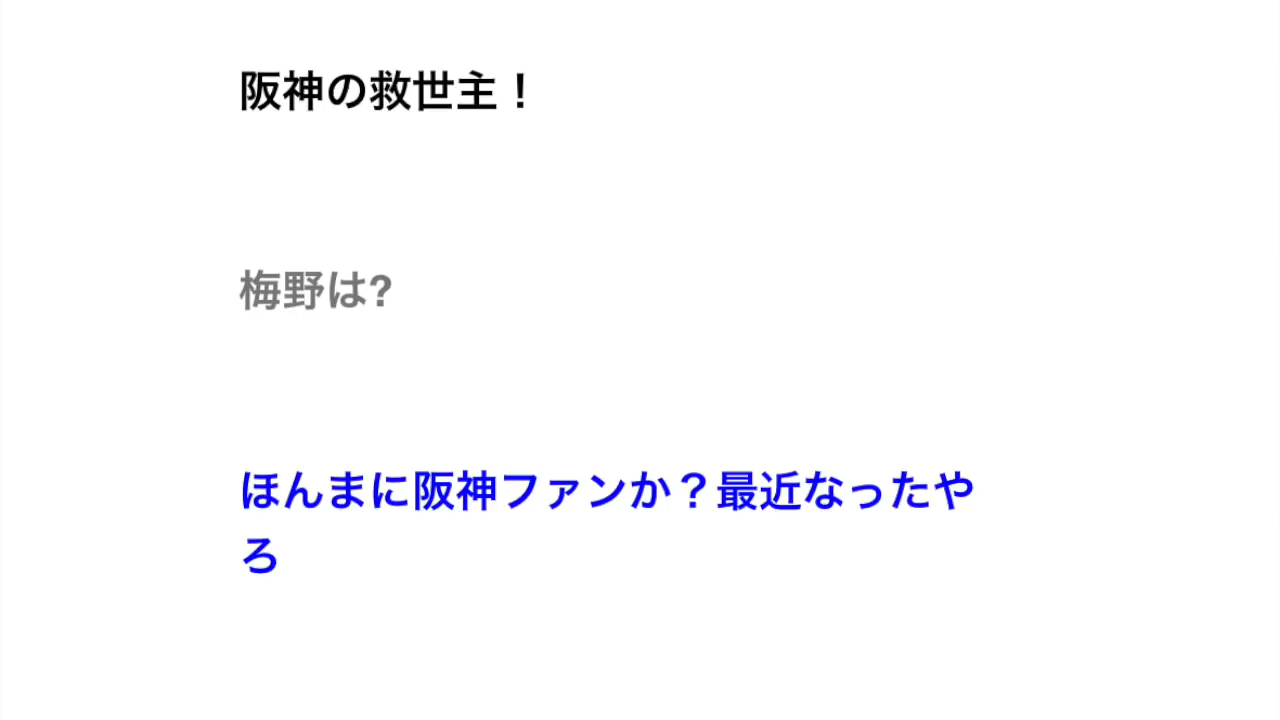 阪神の救世主！
梅野は?
ほんまに阪神ファンか？最近なったや
ろ